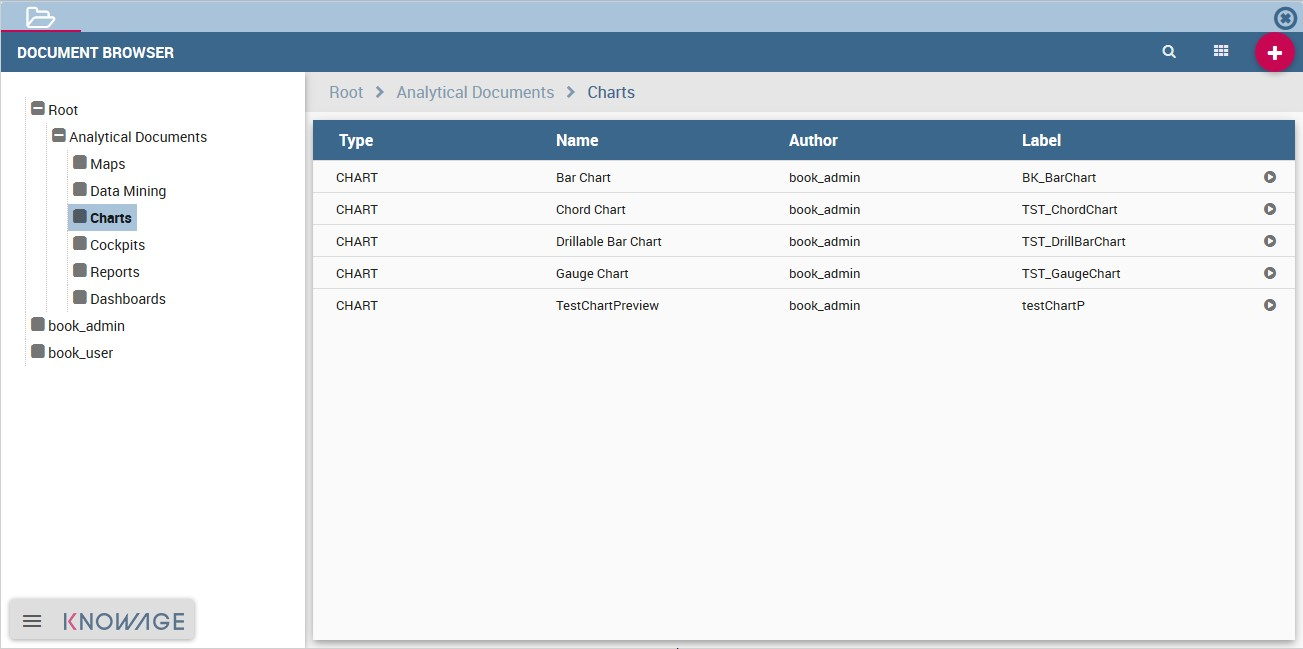 DOCUMENT BROWSER
Root
Analytical Documents
Maps
Data Mining
Charts
Cockpits
Reports
Dashboards
book_admin
book_user
Root > Analytical Documents > Charts
Type Name Author Label
CHART Bar Chart book_admin BK_BarChart
CHART Chord Chart book_admin TST_ChordChart
CHART Drillable Bar Chart book_admin TST_DrillBarChart
CHART Gauge Chart book_admin TST_GaugeChart
CHART TestChartPreview book_admin testChartP
KNOWAGE